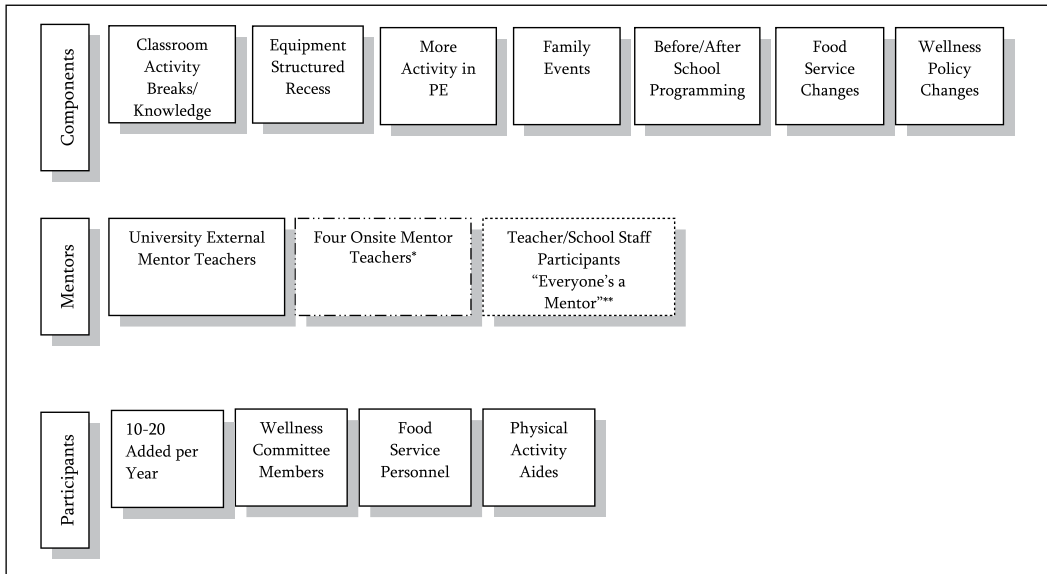 Components
Classroom
Activity
Breaks/
Knowledge
Equipment
Structured
Recess
More
Activity in
PE
Family
Events
Before/After
School
Programming
Food
Service
Changes
Wellness
Policy
Changes
Mentors
University External
Mentor Teachers
Four Onsite Mentor
Teachers*
Teacher/School Staff
Participants
“Everyone’s a
Mentor”**
Participants
10-20
Added per
Year
Wellness
Committee
Members
Food
Service
Personnel
Physical
Activity
Aides